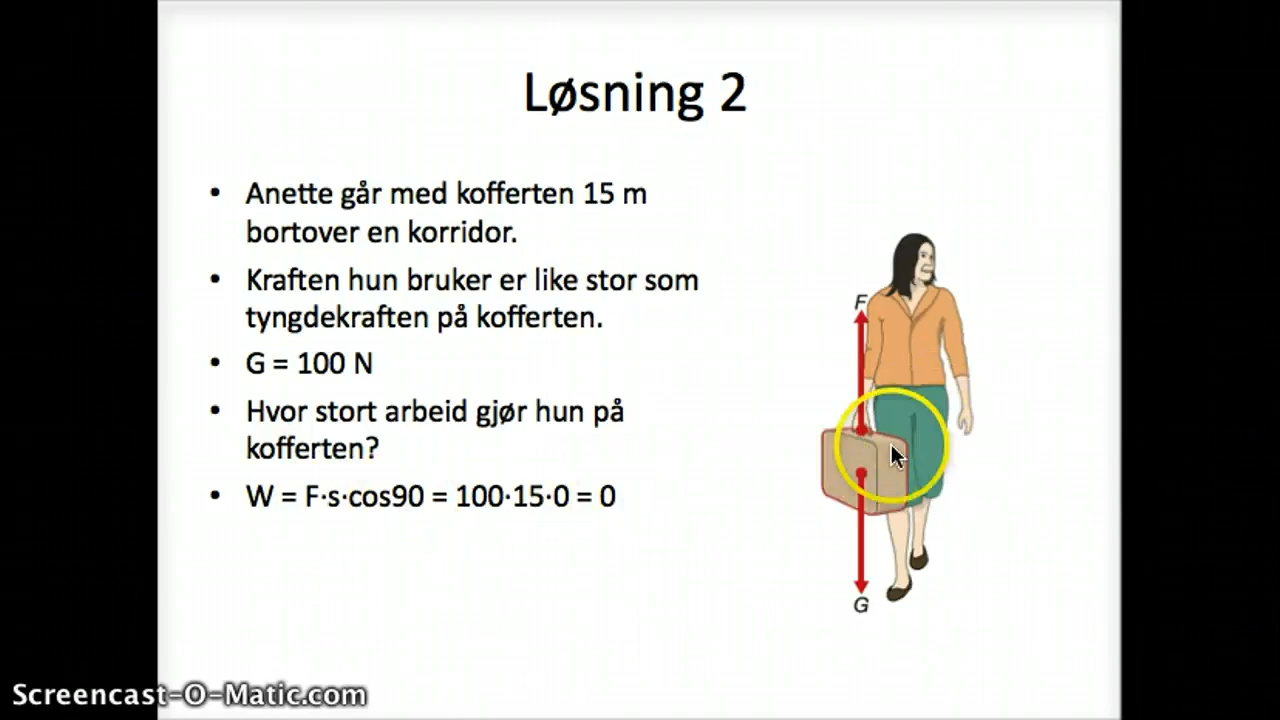 Løsning 2
• Anette går med kofferten 15 m
bortover en korridor.
• Kraften hun bruker er like stor som
tyngdekraften på kofferten.
• G = 100 N
• Hvor stort arbeid gjør hun på
kofferten?
• W = F·s·cos90 = 100·15·0 = 0
F
G
Screencast-O-Matic.com